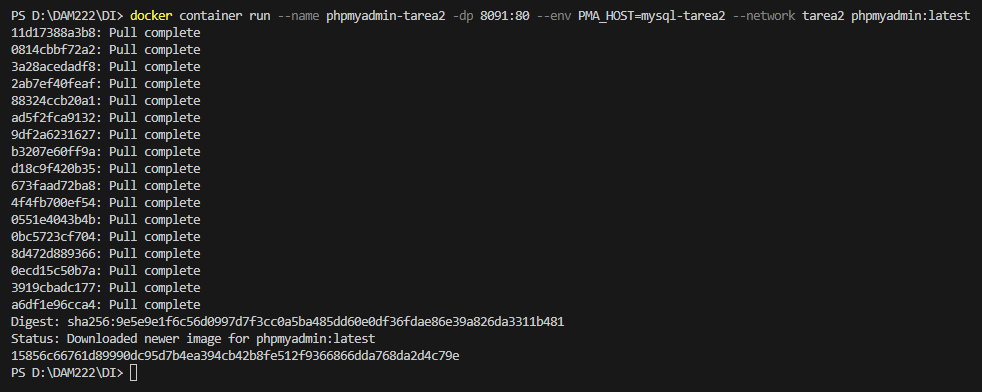 PS D:\DAM222\DI> docker container run --name phpmyadmin-tarea2 -dp 8091:80 --env PMA_HOST=mysql-tarea2 --network tarea2 phpmyadmin:latest
11d17388a3b8: Pull complete
0814cbbf72a2: Pull complete
3a28acedadf8: Pull complete
2ab7ef40feaf: Pull complete
88324ccb20a1: Pull complete
ad5f2fca9132: Pull complete
9df2a6231627: Pull complete
b3207e60ff9a: Pull complete
d18c9f420b35: Pull complete
673faad72ba8: Pull complete
4f4fb700ef54: Pull complete
0551e4043b4b: Pull complete
0bc5723cf704: Pull complete
8d472d889366: Pull complete
0ecd15c50b7a: Pull complete
3919cbadc177: Pull complete
a6df1e96cca4: Pull complete
Digest: sha256:9e5e9e1f6c56d0997d7f3cc0a5ba485dd60e0df36fdae86e39a826da3311b481
Status: Downloaded newer image for phpmyadmin:latest
15856c66761d89990dc95d7b4ea394cb42b8fe512f9366866dda768da2d4c79e
PS D:\DAM222\DI>